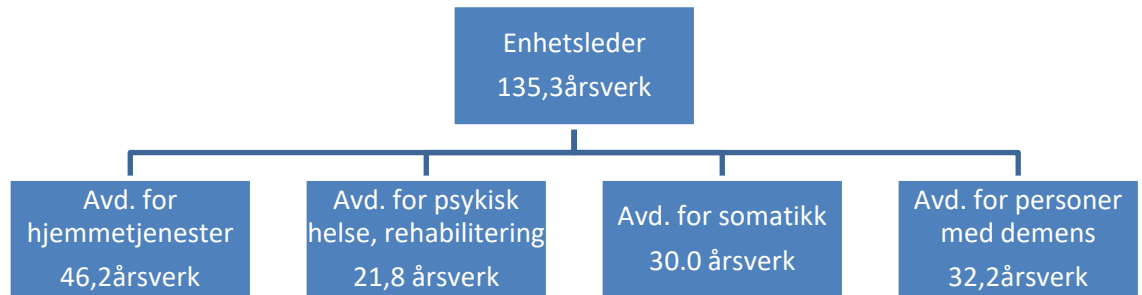 Enhetsleder
135,3årsverk
Avd. for
hjemmetjenester
46,2årsverk
Avd. for psykisk
helse, rehabilitering
21,8 årsverk
Avd. for somatikk
30.0 årsverk
Avd. for personer
med demens
32,2årsverk